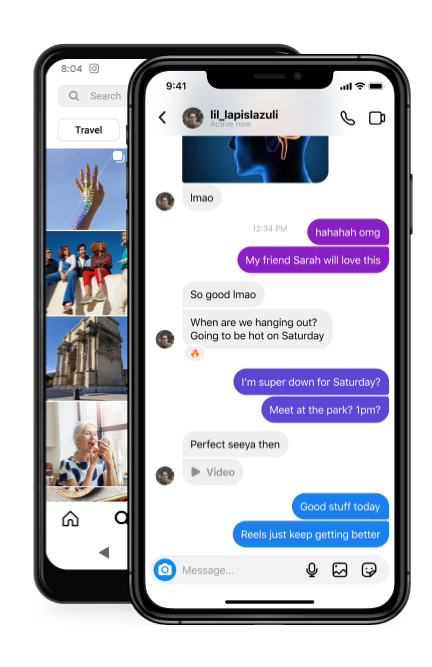 8:04
Search
Travel
9:41
lil_lapislazuli
Active now
lmao
12:34 PM
hahahah omg
My friend Sarah will love this
So good lmao
When are we hanging out?
Going to be hot on Saturday
I'm super down for Saturday?
Meet at the park? 1pm?
Perfect seeya then
Video
Good stuff today
Reels just keep getting better
Message...